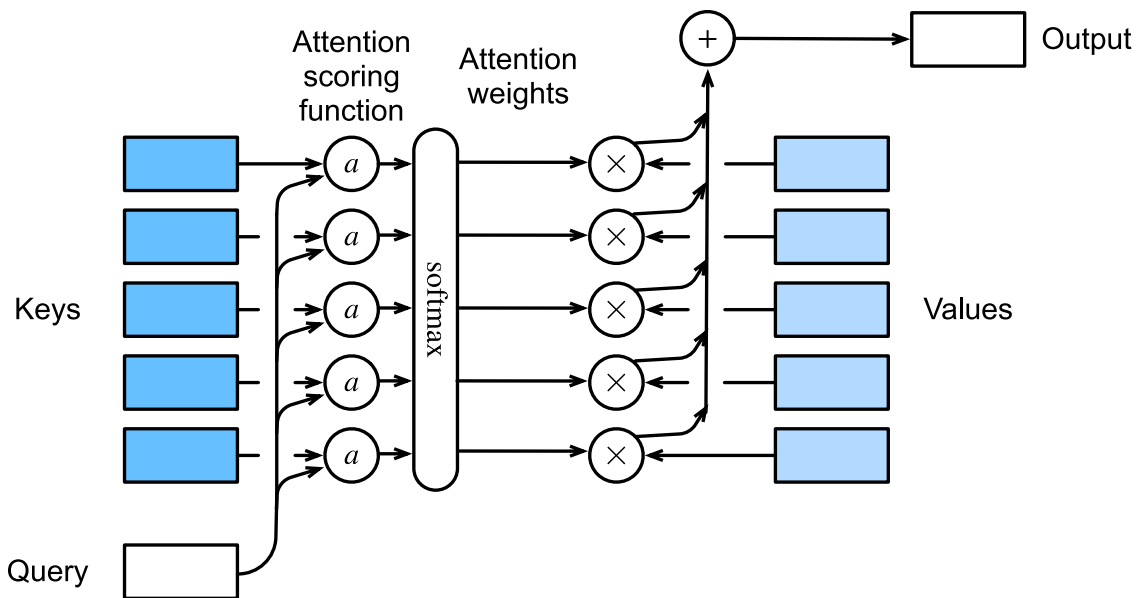 Attention
scoring
function
Attention
weights
+
Output
a
×
a
×
Keys
a
softmax
×
Values
a
×
a
×
Query